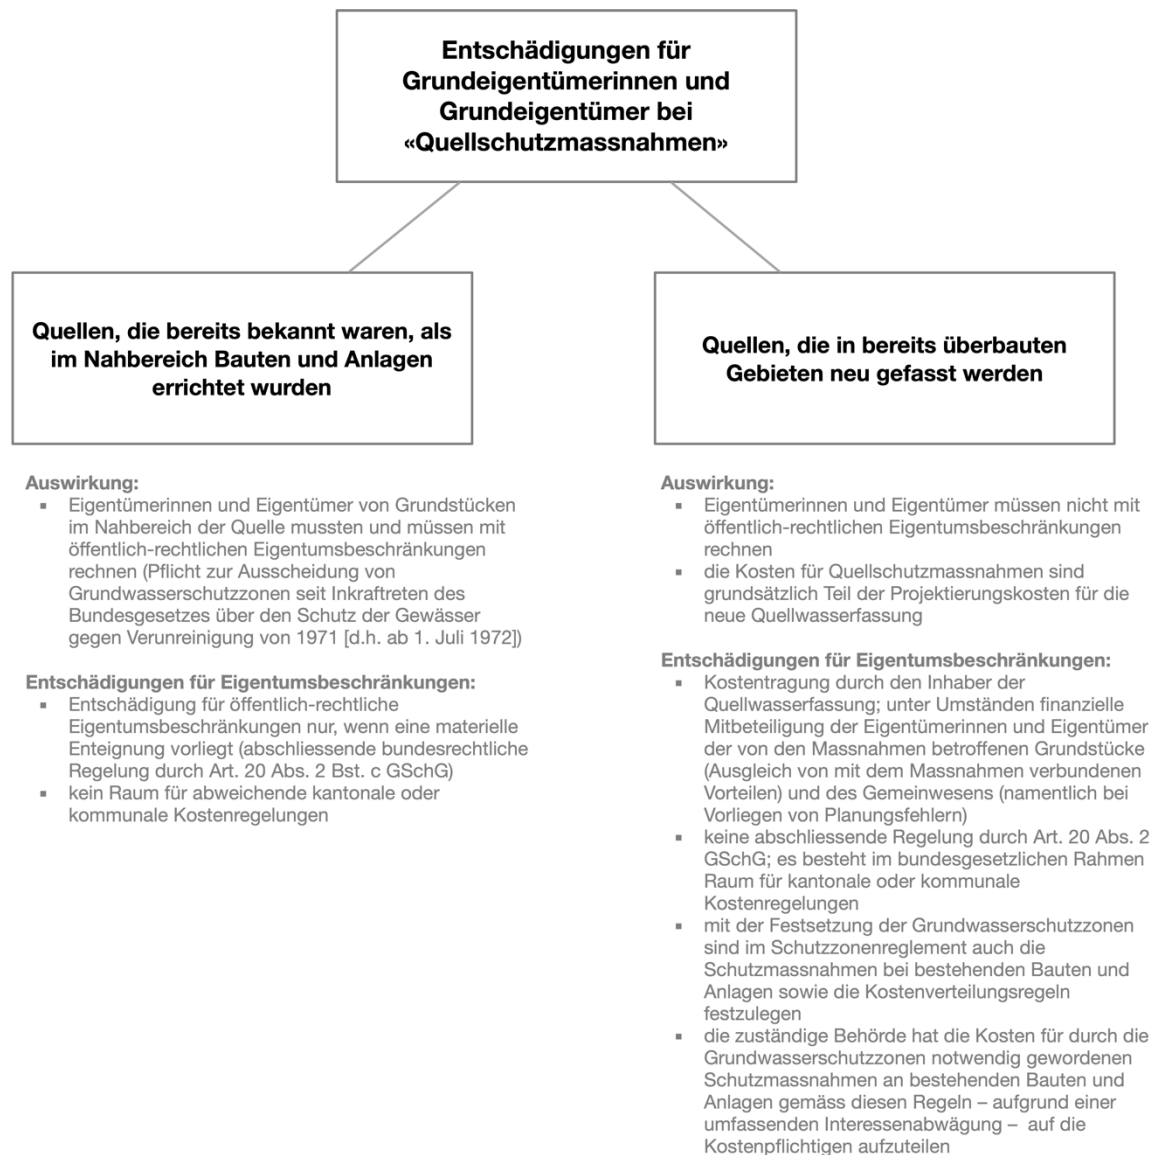 Entschädigungen für
Grundeigentümerinnen und
Grundeigentümer bei
«Quellschutzmassnahmen»
Quellen, die bereits bekannt waren, als
im Nahbereich Bauten und Anlagen
errichtet wurden
Auswirkung:
▪ Eigentümerinnen und Eigentümer von Grundstücken
im Nahbereich der Quelle mussten und müssen mit
öffentlich-rechtlichen Eigentumsbeschränkungen
rechnen (Pflicht zur Ausscheidung von
Grundwasserschutzzonen seit Inkraftreten des
Bundesgesetzes über den Schutz der Gewässer
gegen Verunreinigung von 1971 [d.h. ab 1. Juli 1972])
Entschädigungen für Eigentumsbeschränkungen:
▪ Entschädigung für öffentlich-rechtliche
Eigentumsbeschränkungen nur, wenn eine materielle
Enteignung vorliegt (abschliessende bundesrechtliche
Regelung durch Art. 20 Abs. 2 Bst. c GSchG)
▪ kein Raum für abweichende kantonale oder
kommunale Kostenregelungen
Quellen, die in bereits überbauten
Gebieten neu gefasst werden
Auswirkung:
▪ Eigentümerinnen und Eigentümer müssen nicht mit
öffentlich-rechtlichen Eigentumsbeschränkungen
rechnen
▪ die Kosten für Quellschutzmassnahmen sind
grundsätzlich Teil der Projektierungskosten für die
neue Quellwasserfassung
Entschädigungen für Eigentumsbeschränkungen:
▪ Kostentragung durch den Inhaber der
Quellwasserfassung; unter Umständen finanzielle
Mitbeteiligung der Eigentümerinnen und Eigentümer
der von den Massnahmen betroffenen Grundstücke
(Ausgleich von mit dem Massnahmen verbundenen
Vorteilen) und des Gemeinwesens (namentlich bei
Vorliegen von Planungsfehlern)
▪ keine abschliessende Regelung durch Art. 20 Abs. 2
GSchG; es besteht im bundesgesetzlichen Rahmen
Raum für kantonale oder kommunale
Kostenregelungen
▪ mit der Festsetzung der Grundwasserschutzzonen
sind im Schutzzonenreglement auch die
Schutzmassnahmen bei bestehenden Bauten und
Anlagen sowie die Kostenverteilungsregeln
festzulegen
▪ die zuständige Behörde hat die Kosten für durch die
Grundwasserschutzzonen notwendig gewordenen
Schutzmassnahmen an bestehenden Bauten und
Anlagen gemäss diesen Regeln – aufgrund einer
umfassenden Interessenabwägung – auf die
Kostenpflichtigen aufzuteilen